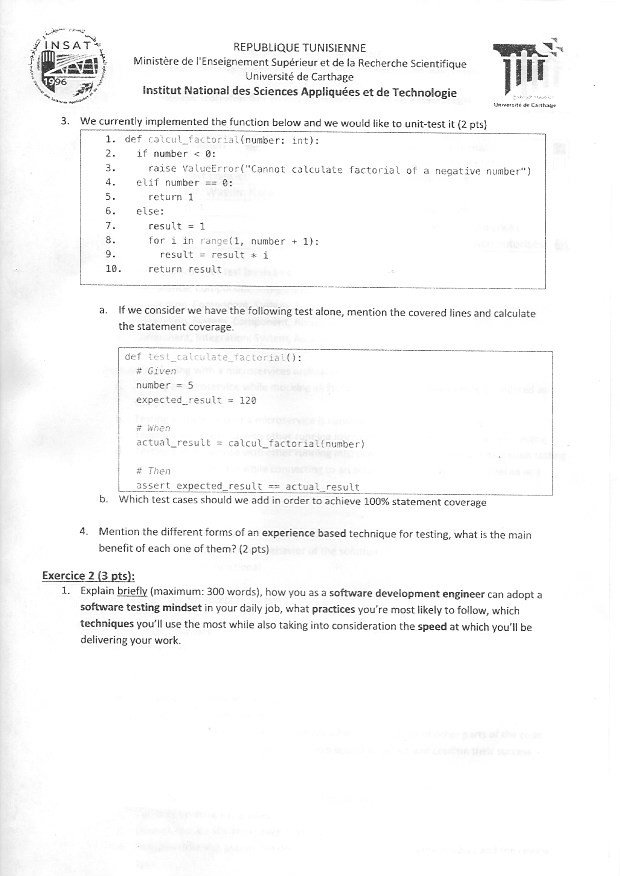 INSAT
1996
REPUBLIQUE TUNISIENNE
Ministère de l'Enseignement Supérieur et de la Recherche Scientifique
Université de Carthage
Institut National des Sciences Appliquées et de Technologie
Université de Carthage
3. We currently implemented the function below and we would like to unit-test it (2 pts)
1. def calcul_factorial(number: int):
2. if number < 0:
3. raise ValueError("Cannot calculate factorial of a negative number")
4. elif number == 0:
5. return 1
6. else:
7. result = 1
8. for i in range(1, number + 1):
9. result = result * i
10. return result
a. If we consider we have the following test alone, mention the covered lines and calculate
the statement coverage.
def test_calculate_factorial():
# Given
number = 5
expected_result = 120
# When
actual_result = calcul_factorial(number)
# Then
assert expected_result == actual_result
b. Which test cases should we add in order to achieve 100% statement coverage
4. Mention the different forms of an experience based technique for testing, what is the main
benefit of each one of them? (2 pts)
Exercice 2 (3 pts):
1. Explain briefly (maximum: 300 words), how you as a software development engineer can adopt a
software testing mindset in your daily job, what practices you're most likely to follow, which
techniques you'll use the most while also taking into consideration the speed at which you'll be
delivering your work.